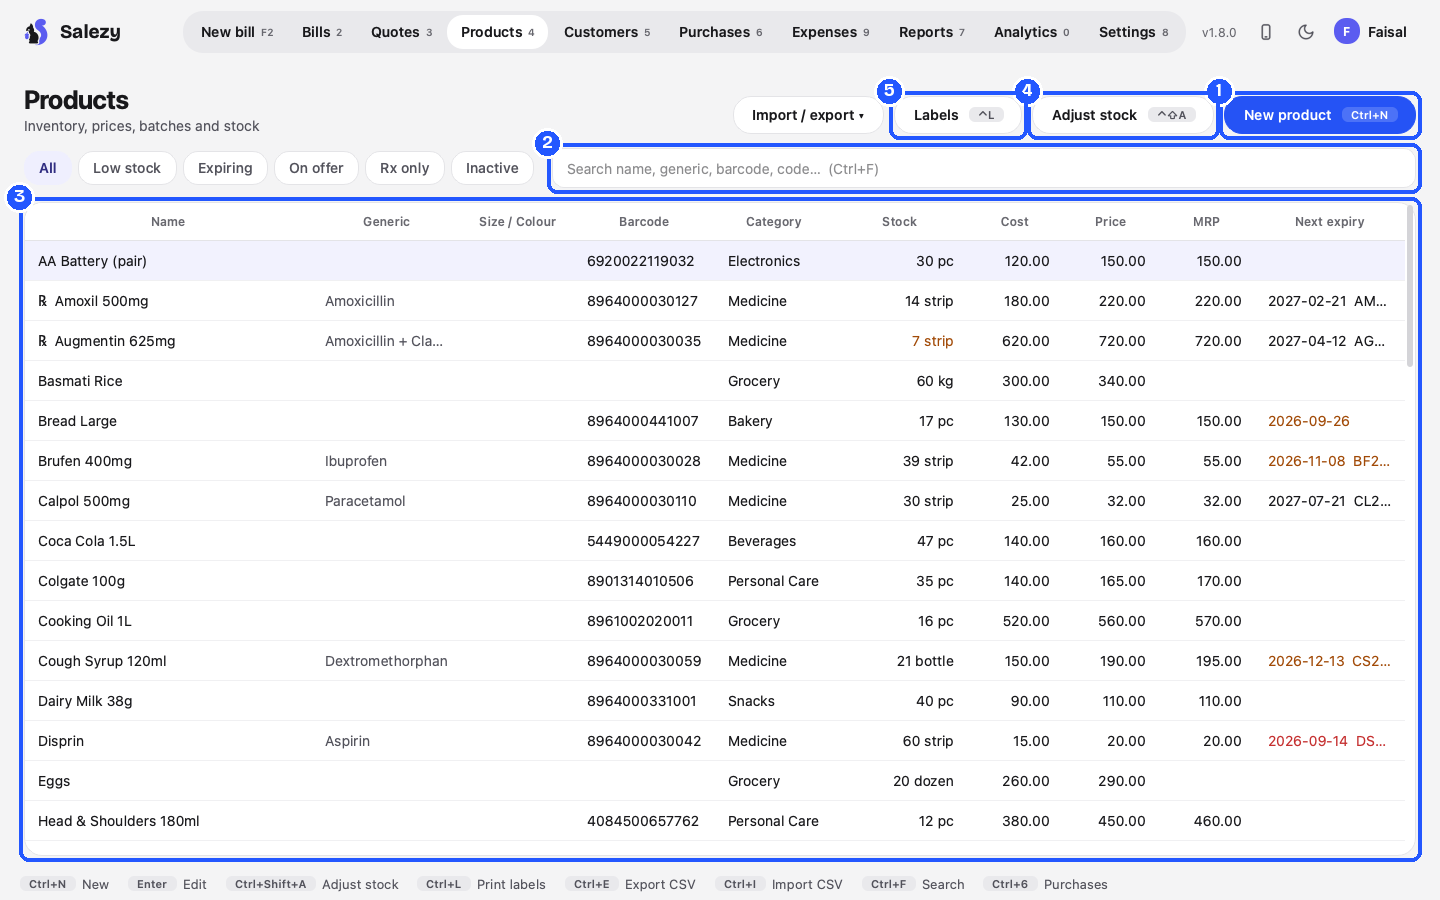 Salezy
New bill F2 Bills 2 Quotes 3 Products 4 Customers 5 Purchases 6 Expenses 9 Reports 7 Analytics 0 Settings 8 v1.8.0 F Faisal
Products
Inventory, prices, batches and stock
Import / export ▾ 5 Labels ^L 4 Adjust stock ^⇧A 1 New product Ctrl+N
All Low stock Expiring On offer Rx only Inactive 2 Search name, generic, barcode, code... (Ctrl+F)
3
Name Generic Size / Colour Barcode Category Stock Cost Price MRP Next expiry
AA Battery (pair) 6920022119032 Electronics 30 pc 120.00 150.00 150.00
℞ Amoxil 500mg Amoxicillin 8964000030127 Medicine 14 strip 180.00 220.00 220.00 2027-02-21 AM...
℞ Augmentin 625mg Amoxicillin + Cla... 8964000030035 Medicine 7 strip 620.00 720.00 720.00 2027-04-12 AG...
Basmati Rice Grocery 60 kg 300.00 340.00
Bread Large 8964000441007 Bakery 17 pc 130.00 150.00 150.00 2026-09-26
Brufen 400mg Ibuprofen 8964000030028 Medicine 39 strip 42.00 55.00 55.00 2026-11-08 BF2...
Calpol 500mg Paracetamol 8964000030110 Medicine 30 strip 25.00 32.00 32.00 2027-07-21 CL2...
Coca Cola 1.5L 5449000054227 Beverages 47 pc 140.00 160.00 160.00
Colgate 100g 8901314010506 Personal Care 35 pc 140.00 165.00 170.00
Cooking Oil 1L 8961002020011 Grocery 16 pc 520.00 560.00 570.00
Cough Syrup 120ml Dextromethorphan 8964000030059 Medicine 21 bottle 150.00 190.00 195.00 2026-12-13 CS2...
Dairy Milk 38g 8964000331001 Snacks 40 pc 90.00 110.00 110.00
Disprin Aspirin 8964000030042 Medicine 60 strip 15.00 20.00 20.00 2026-09-14 DS...
Eggs Grocery 20 dozen 260.00 290.00
Head & Shoulders 180ml 4084500657762 Personal Care 12 pc 380.00 450.00 460.00
Ctrl+N New Enter Edit Ctrl+Shift+A Adjust stock Ctrl+L Print labels Ctrl+E Export CSV Ctrl+I Import CSV Ctrl+F Search Ctrl+6 Purchases